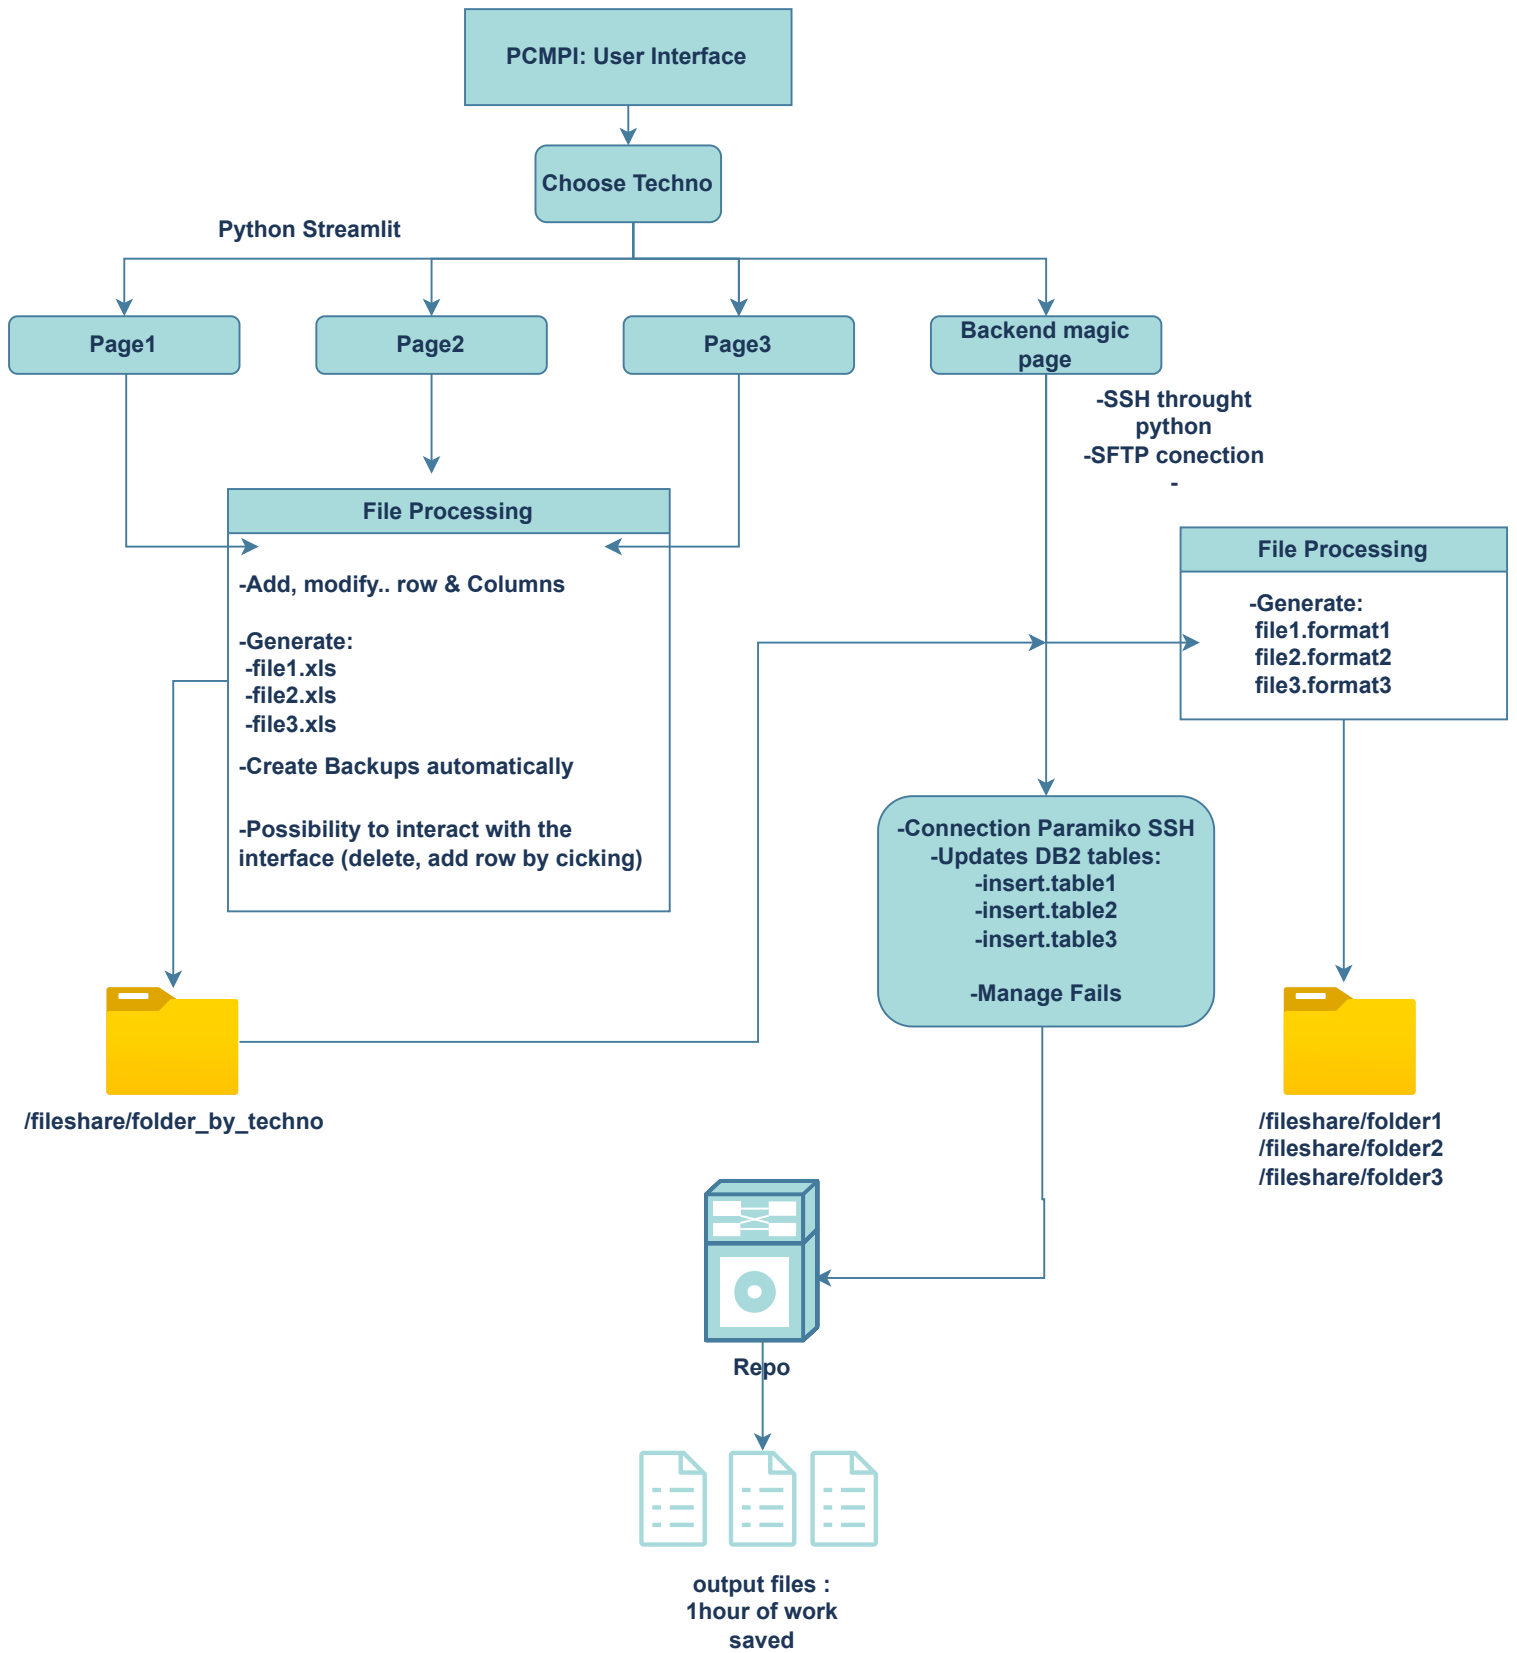 PCMPI: User Interface
Choose Techno
Python Streamlit
Page1
Page2
Page3
Backend magic
page
-SSH throught
python
-SFTP conection
-
File Processing
-Add, modify.. row & Columns
-Generate:
-file1.xls
-file2.xls
-file3.xls
-Create Backups automatically
-Possibility to interact with the
interface (delete, add row by cicking)
File Processing
-Generate:
file1.format1
file2.format2
file3.format3
-Connection Paramiko SSH
-Updates DB2 tables:
-insert.table1
-insert.table2
-insert.table3
-Manage Fails
/fileshare/folder_by_techno
/fileshare/folder1
/fileshare/folder2
/fileshare/folder3
Repo
output files :
1hour of work
saved